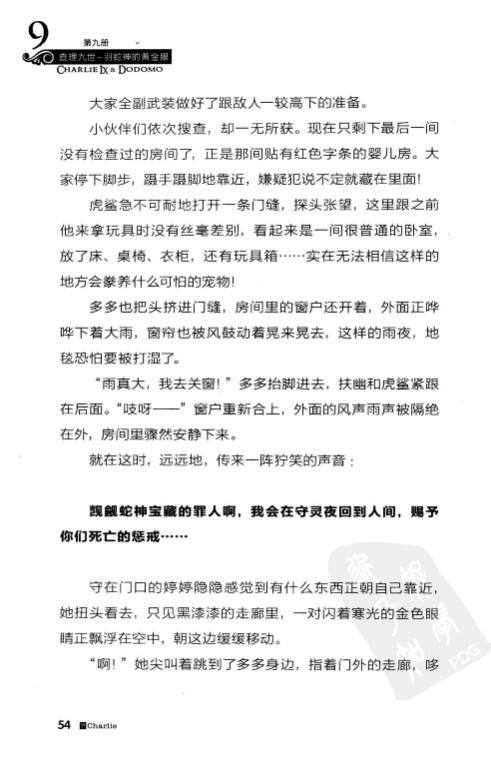 9
第九册
查理九世-羽蛇神的黄金眼
CHARLIE IX & DODOMO
大家全副武装做好了跟敌人一较高下的准备。
小伙伴们依次搜查，却一无所获。现在只剩下最后一间
没有检查过的房间了，正是那间贴有红色字条的婴儿房。大
家停下脚步，蹑手蹑脚地靠近，嫌疑犯说不定就藏在里面！
虎鲨急不可耐地打开一条门缝，探头张望，这里跟之前
他来拿玩具时没有丝毫差别，看起来是一间很普通的卧室，
放了床、桌椅、衣柜，还有玩具箱……实在无法相信这样的
地方会豢养什么可怕的宠物！
多多也把头挤进门缝，房间里的窗户还开着，外面正哗
哗下着大雨，窗帘也被风鼓动着晃来晃去，这样的雨夜，地
毯恐怕要被打湿了。
“雨真大，我去关窗！”多多抬脚进去，扶幽和虎鲨紧跟
在后面。“吱呀——”窗户重新合上，外面的风声雨声被隔绝
在外，房间里骤然安静下来。
就在这时，远远地，传来一阵狞笑的声音：
觊觎蛇神宝藏的罪人啊，我会在守灵夜回到人间，赐予
你们死亡的惩戒……
守在门口的婷婷隐隐感觉到有什么东西正朝自己靠近，
她扭头看去，只见黑漆漆的走廊里，一对闪着寒光的金色眼
睛正飘浮在空中，朝这边缓缓移动。
“啊！”她尖叫着跳到了多多身边，指着门外的走廊，哆
54 Charlie
PDG